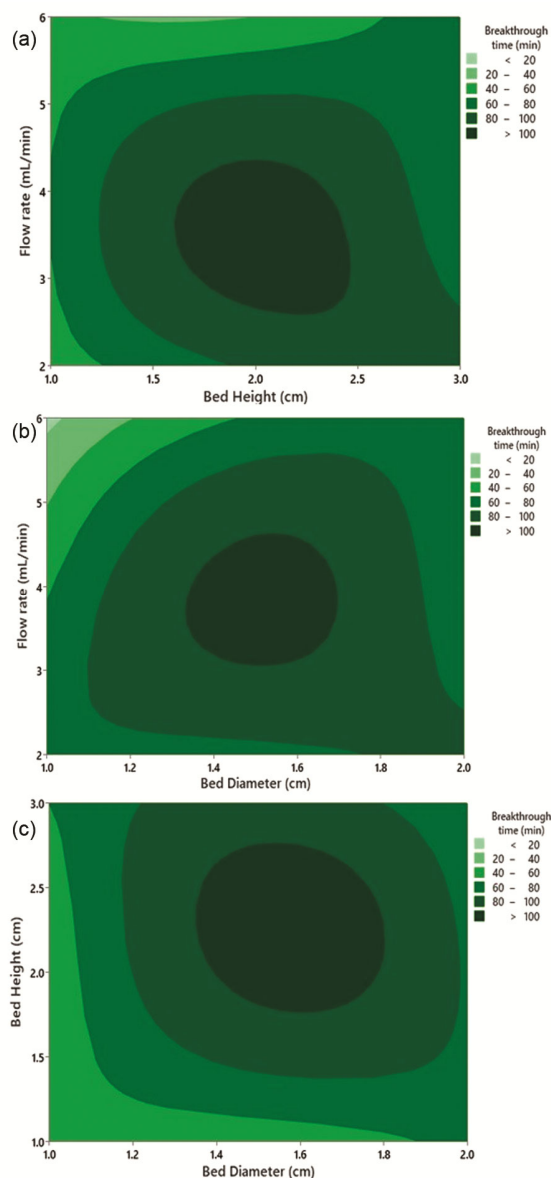 (a)
Breakthrough
time (min)
< 20
20 – 40
40 – 60
60 – 80
80 – 100
> 100
6
5
4
3
2
Flow rate (mL/min)
1.0 1.5 2.0 2.5 3.0
Bed Height (cm)
(b)
Breakthrough
time (min)
< 20
20 – 40
40 – 60
60 – 80
80 – 100
> 100
6
5
4
3
2
Flow rate (mL/min)
1.0 1.2 1.4 1.6 1.8 2.0
Bed Diameter (cm)
(c)
Breakthrough
time (min)
< 20
20 – 40
40 – 60
60 – 80
80 – 100
> 100
3.0
2.5
2.0
1.5
1.0
Bed Height (cm)
1.0 1.2 1.4 1.6 1.8 2.0
Bed Diameter (cm)